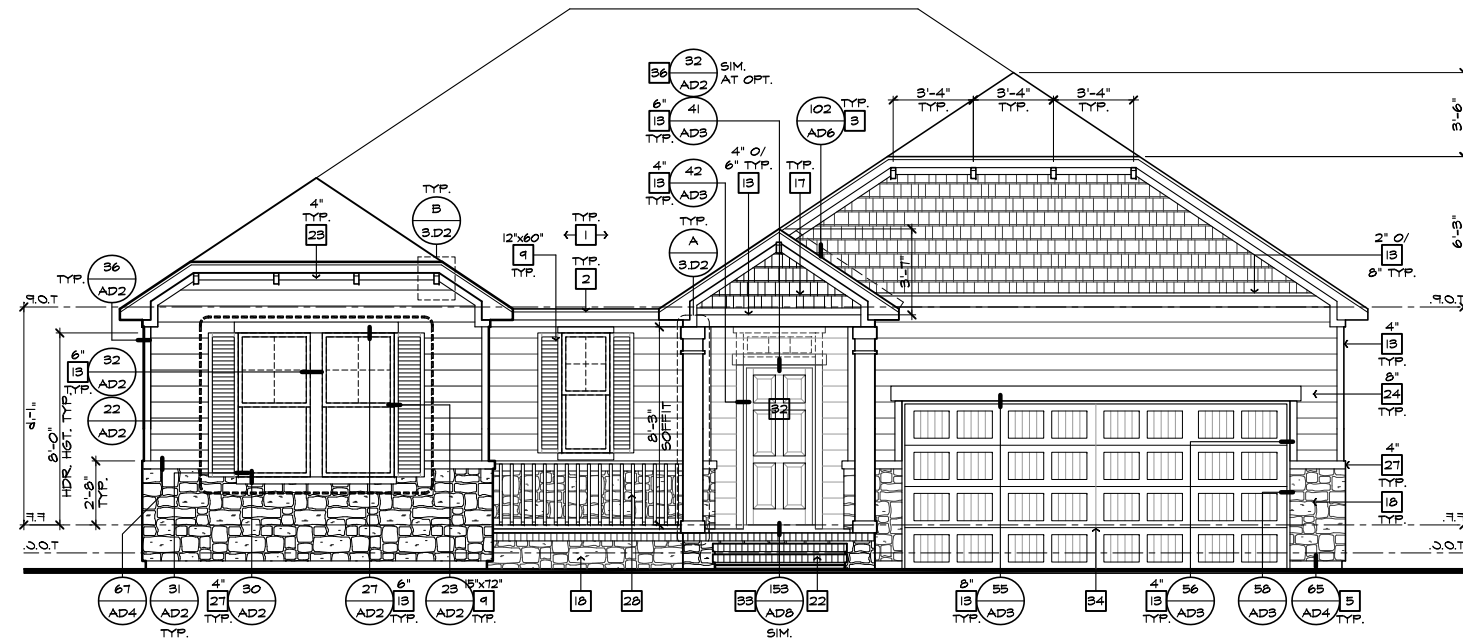 32
AD2
36
SIM.
AT OPT.
6"
13
TYP.
41
AD3
102
AD6
TYP.
3
3'-4"
TYP.
3'-4"
TYP.
3'-4"
TYP.
3'-6"
4"
13
TYP.
42
AD3
4" O/
6" TYP.
13
TYP.
17
TYP.
B
3.D2
4"
TYP.
23
12"x60"
9
TYP.
TYP.
1
TYP.
2
TYP.
A
3.D2
6'-3"
2" O/
13
8" TYP.
3'-7"
TYP.
36
AD2
T.O.P.
T.O.P.
6"
13
TYP.
32
AD2
22
AD2
9'-1"
8'-0"
HDR. HGT. TYP.
2'-8"
8'-3"
SOFFIT
32
4"
13
TYP.
8"
24
TYP.
4"
27
TYP.
18
TYP.
F.F.
F.F.
67
AD4
31
AD2
TYP.
4"
27
TYP.
30
AD2
27
AD2
6"
13
TYP.
23
AD2
15"x72"
9
TYP.
18
28
33
153
AD8
SIM.
22
8"
13
TYP.
55
AD3
34
4"
13
TYP.
56
AD3
58
AD3
65
AD4
5
TYP.